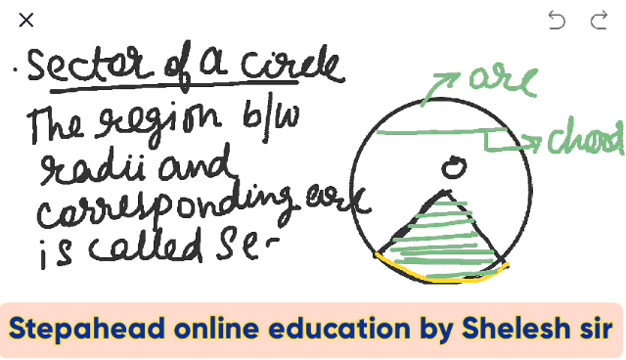 . Sector of a circle
The region b/w
radii and
corresponding arc
is called Se-
arc
chord
O
Stepahead online education by Shelesh sir